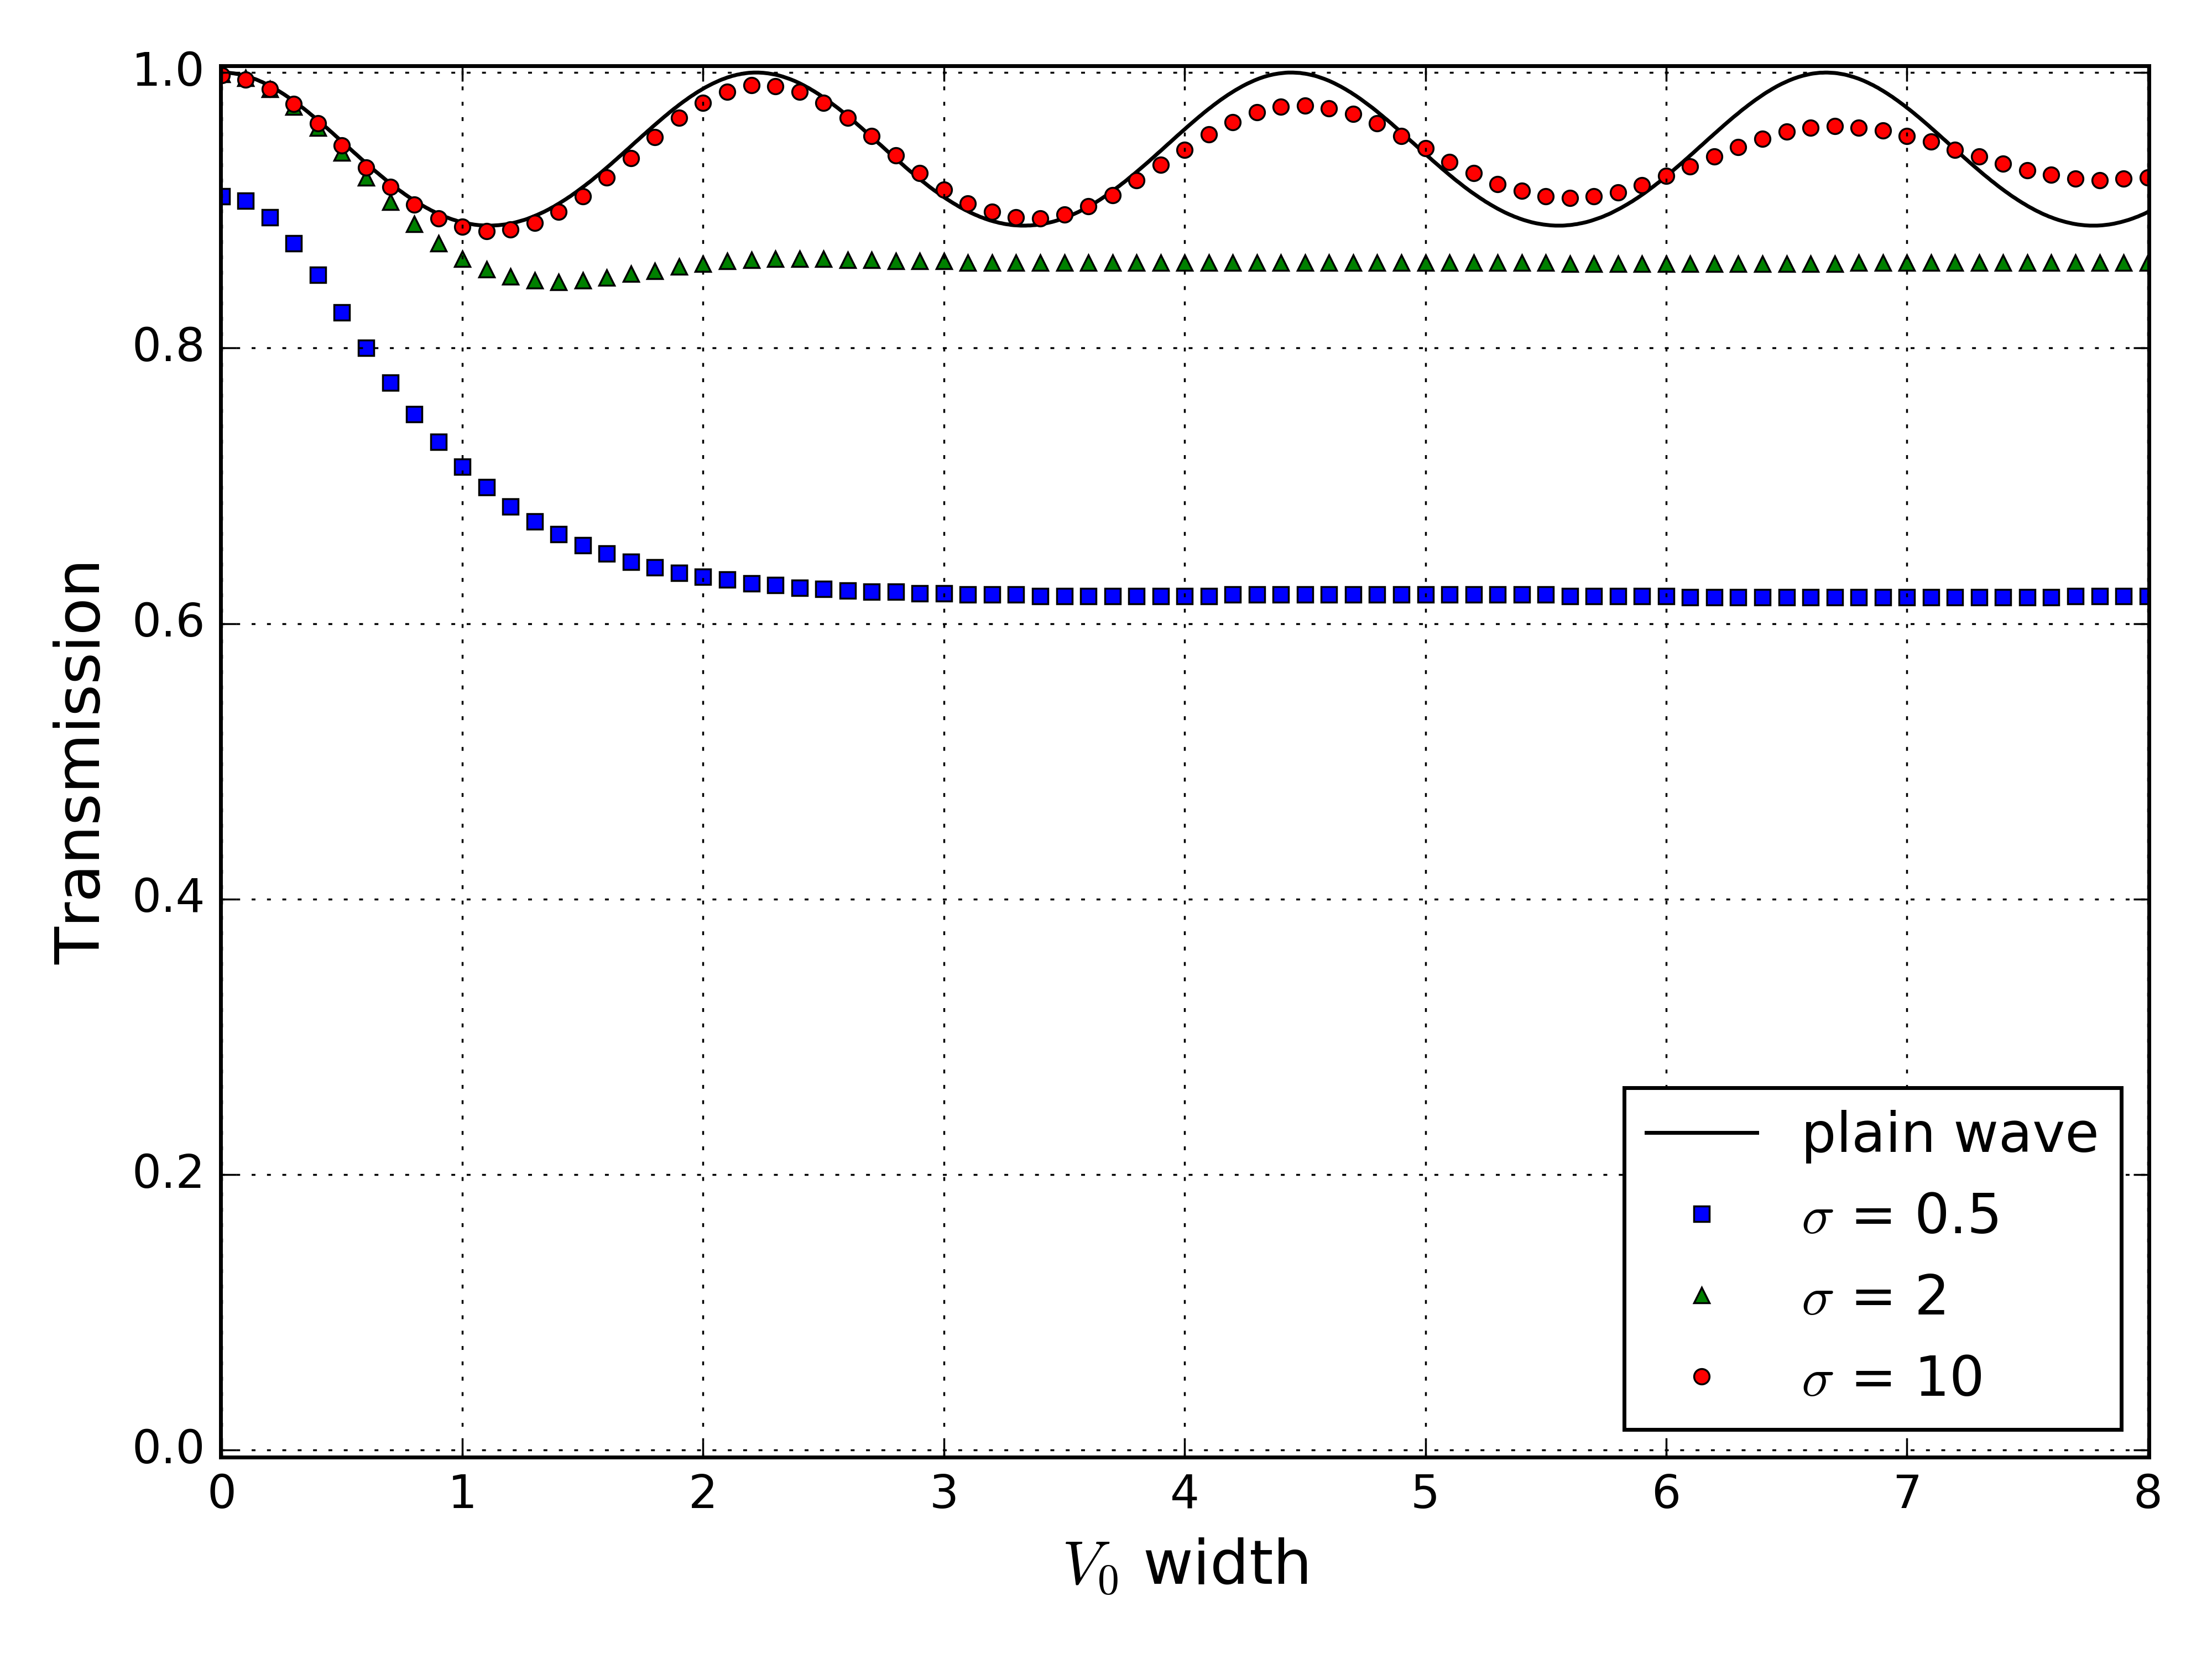 1.0
0.8
0.6
0.4
0.2
0.0
Transmission
0 1 2 3 4 5 6 7 8
V₀ width
plain wave
σ = 0.5
σ = 2
σ = 10